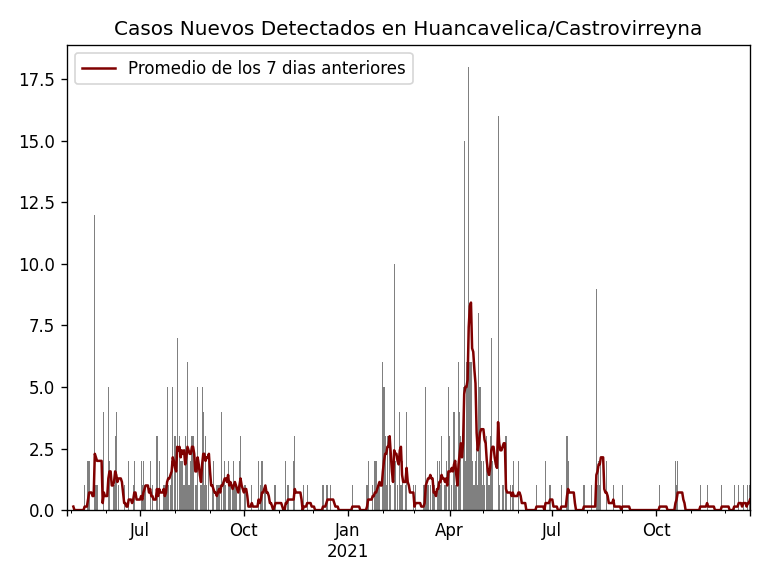 Casos Nuevos Detectados en Huancavelica/Castrovirreyna
Promedio de los 7 dias anteriores
17.5
15.0
12.5
10.0
7.5
5.0
2.5
0.0
Jul
Oct
Jan
Apr
Jul
Oct
2021